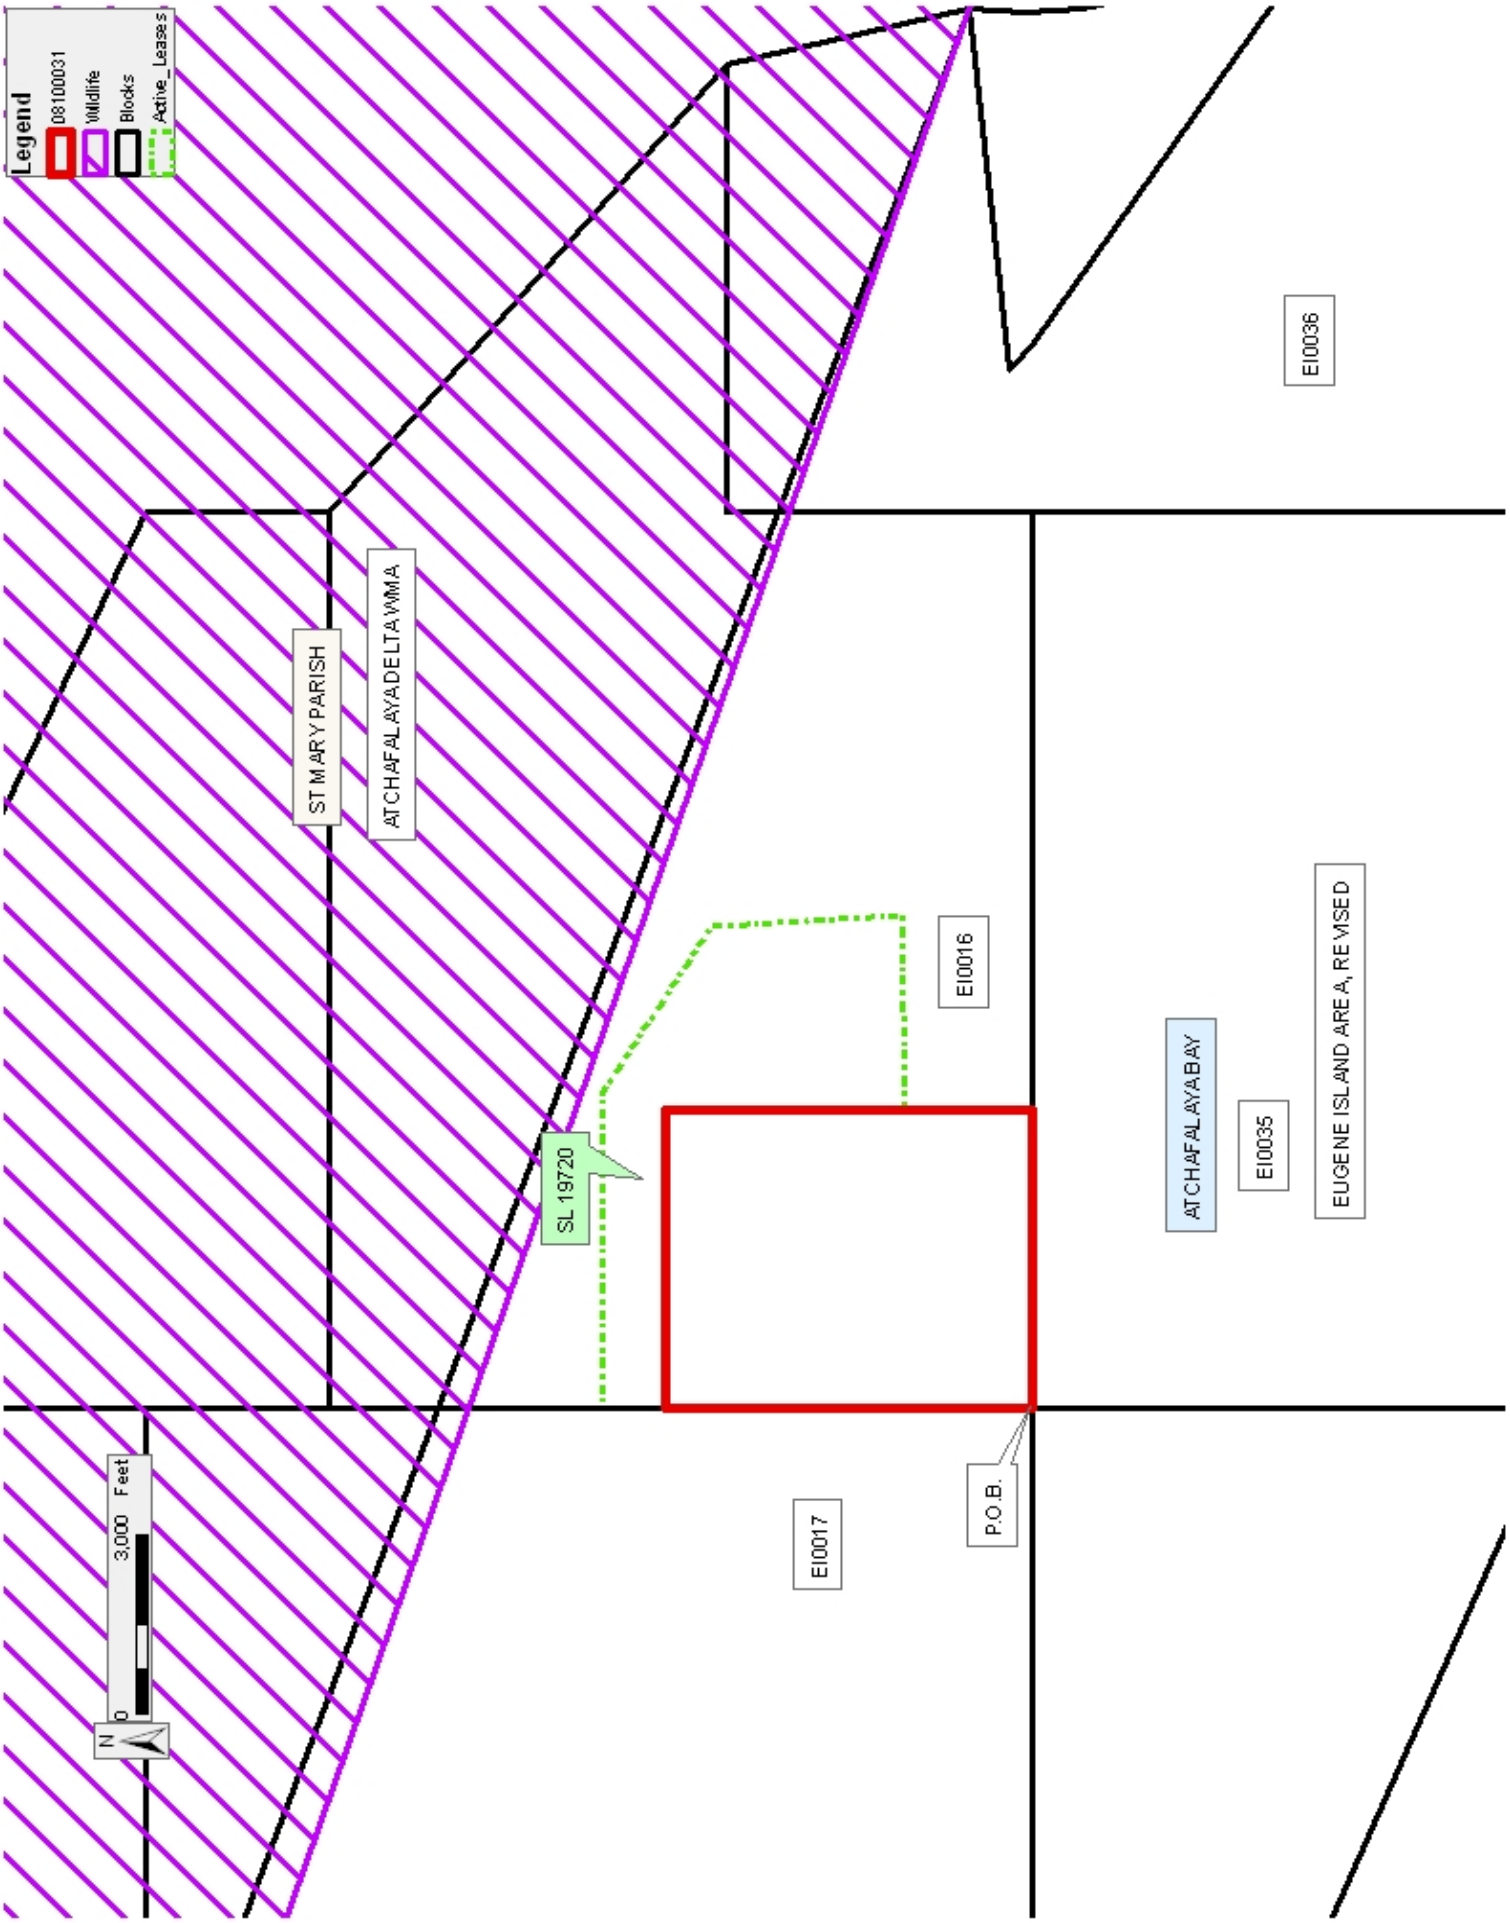 Legend
08100031
Wildlife
Blocks
Active_Leases
N
0 3,000 Feet
ST MARY PARISH
ATCHAFALAYA DELTA WMA
SL 19720
EI0017
EI0016
P.O.B.
ATCHAFALAYA BAY
EI0035
EI0036
EUGENE ISLAND AREA, REVISED